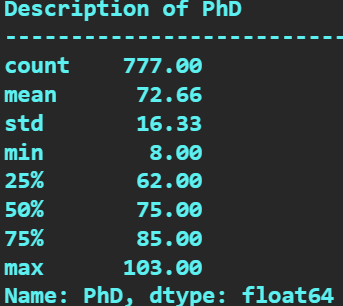 Description of PhD
---------------------------
count    777.00
mean      72.66
std       16.33
min        8.00
25%       62.00
50%       75.00
75%       85.00
max      103.00
Name: PhD, dtype: float64